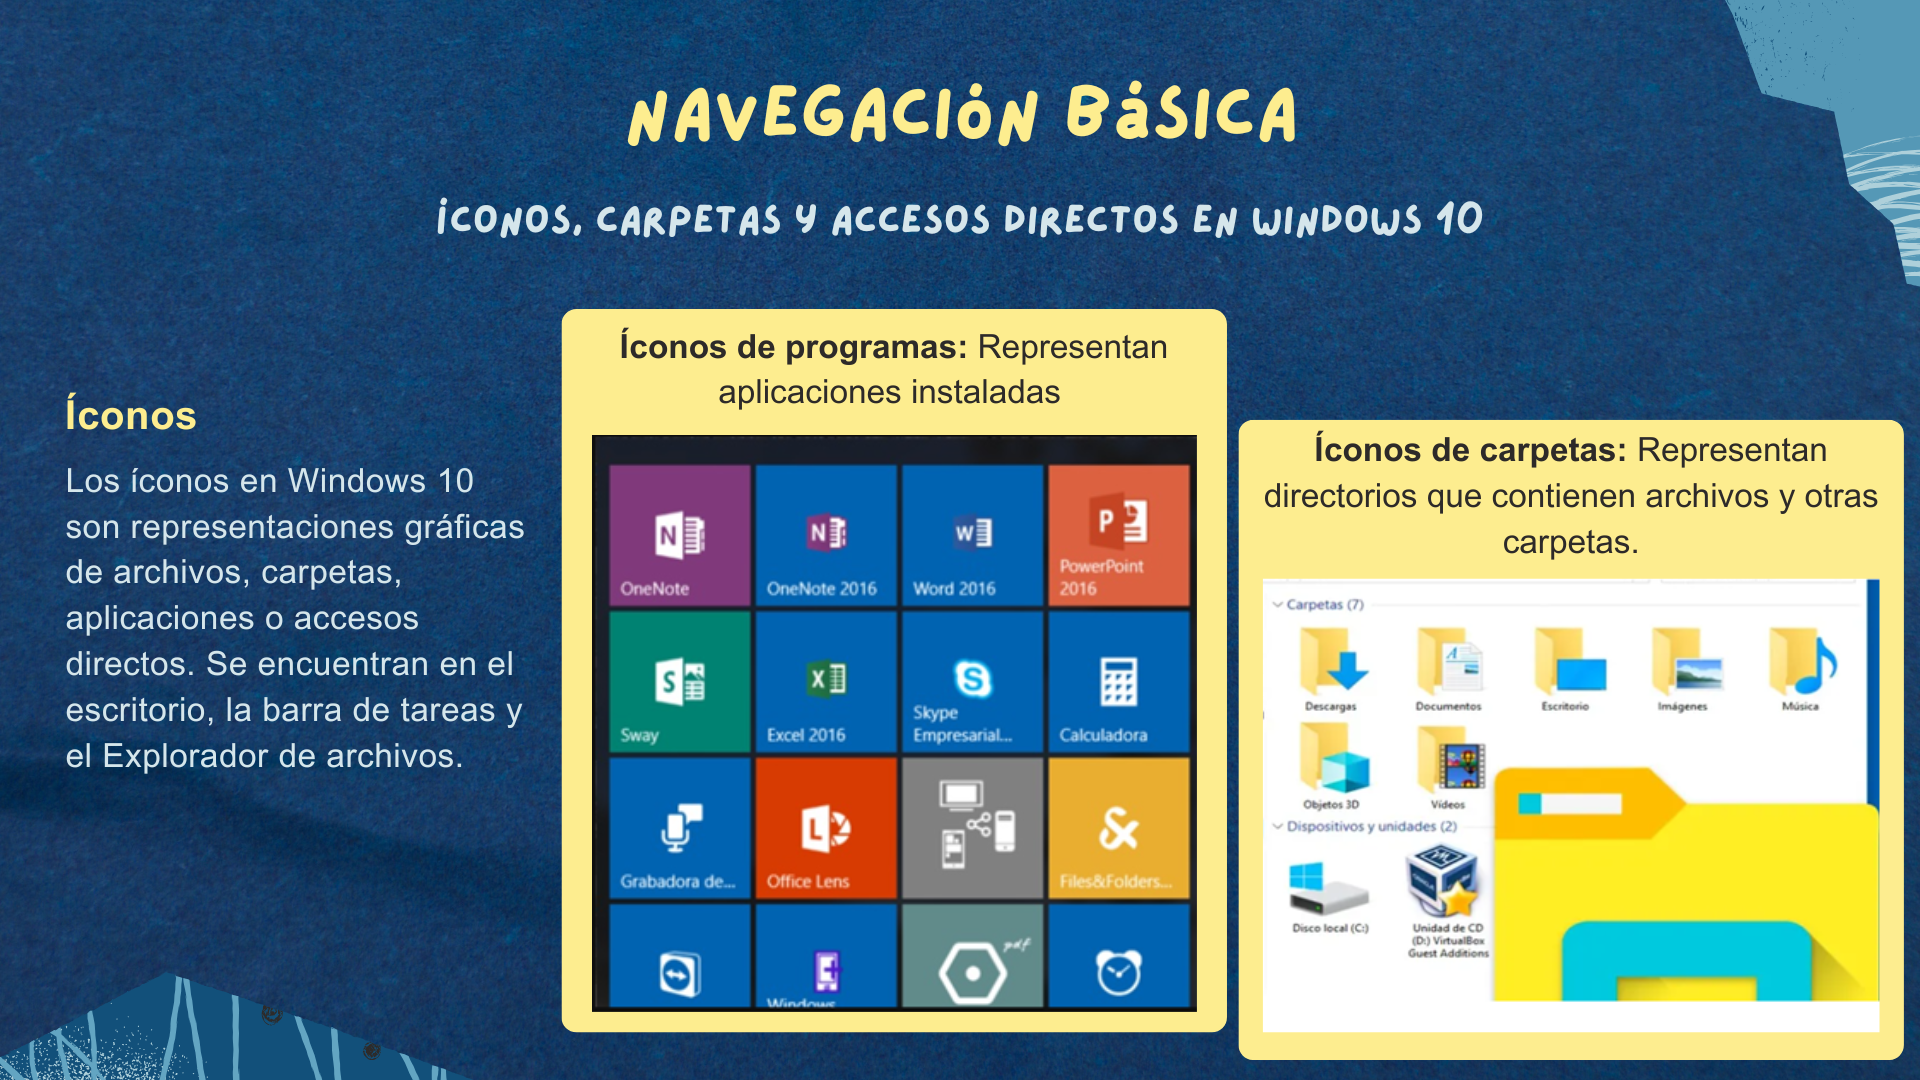 NAVEGACIÓN BÁSICA
ÍCONOS, CARPETAS Y ACCESOS DIRECTOS EN WINDOWS 10
Íconos
Los íconos en Windows 10
son representaciones gráficas
de archivos, carpetas,
aplicaciones o accesos
directos. Se encuentran en el
escritorio, la barra de tareas y
el Explorador de archivos.
Íconos de programas: Representan
aplicaciones instaladas
OneNote
OneNote 2016
Word 2016
PowerPoint
2016
Sway
Excel 2016
Skype
Empresarial...
Calculadora
Grabadora de...
Office Lens
Files&Folders...
Windows
pdf
Íconos de carpetas: Representan
directorios que contienen archivos y otras
carpetas.
Carpetas (7)
Descargas
Documentos
Escritorio
Imágenes
Música
Objetos 3D
Vídeos
Dispositivos y unidades (2)
Disco local (C:)
Unidad de CD
(D:) VirtualBox
Guest Additions